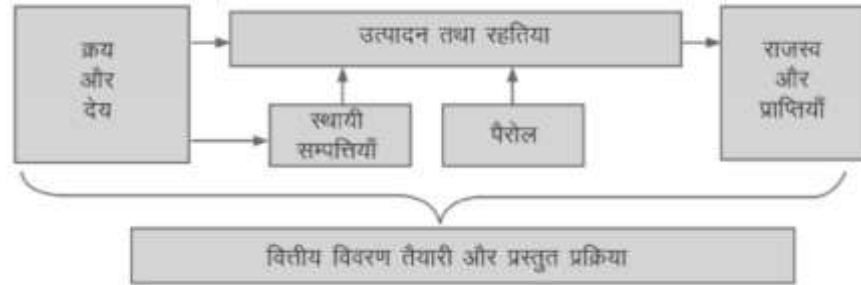 क्रय
और
देय
उत्पादन तथा रहतिया
स्थायी
सम्पत्तियाँ
पैरोल
राजस्व
और
प्राप्तियाँ
वित्तीय विवरण तैयारी और प्रस्तुत प्रक्रिया